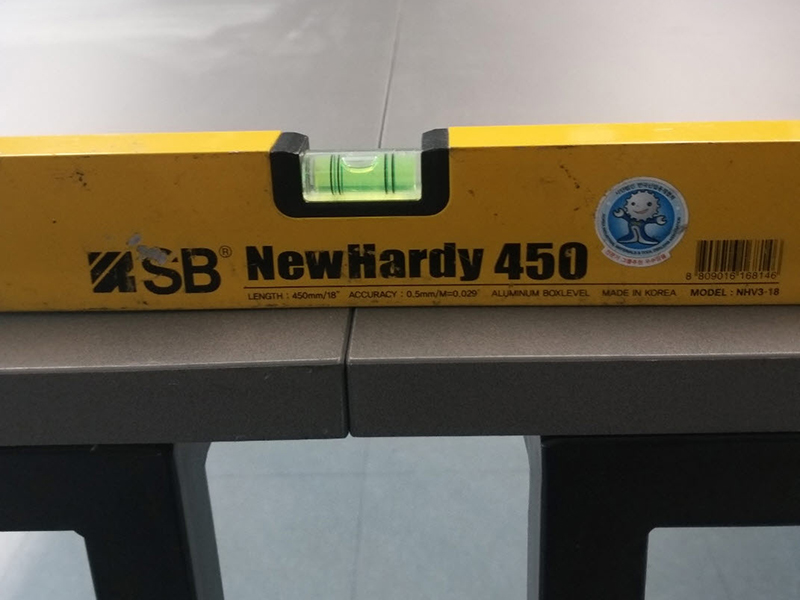 SB® NewHardy 450
LENGTH : 450mm/18" ACCURACY : 0.5mm/M=0.029" ALUMINUM BOXLEVEL MADE IN KOREA MODEL : NHV3-18
8 809016 168146